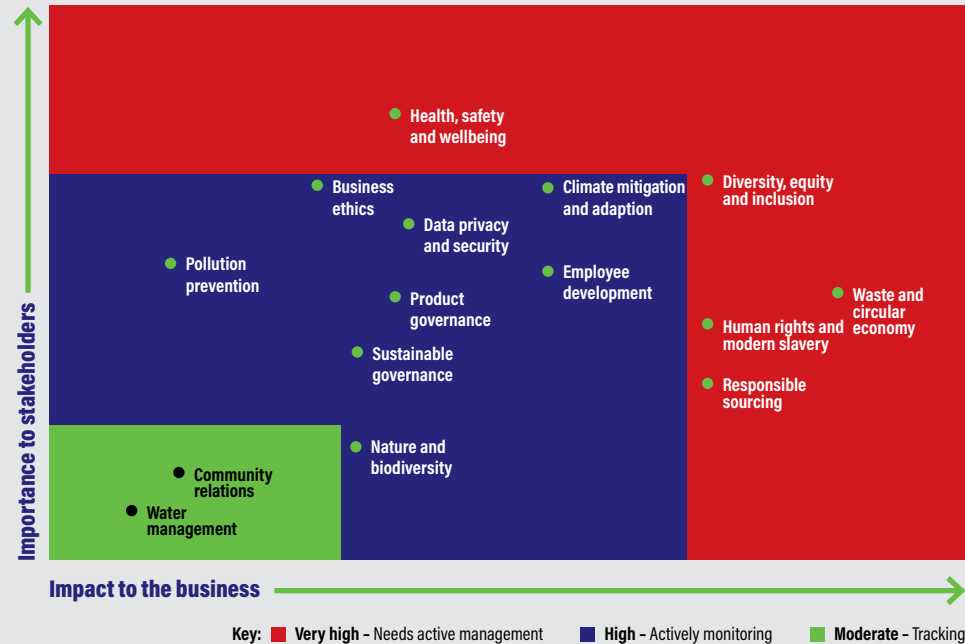 Importance to stakeholders
Health, safety
and wellbeing
Business
ethics
Climate mitigation
and adaption
Diversity, equity
and inclusion
Data privacy
and security
Pollution
prevention
Employee
development
Product
governance
Waste and
circular
economy
Human rights and
modern slavery
Sustainable
governance
Responsible
sourcing
Nature and
biodiversity
Community
relations
Water
management
Impact to the business
Key: Very high – Needs active management High – Actively monitoring Moderate – Tracking